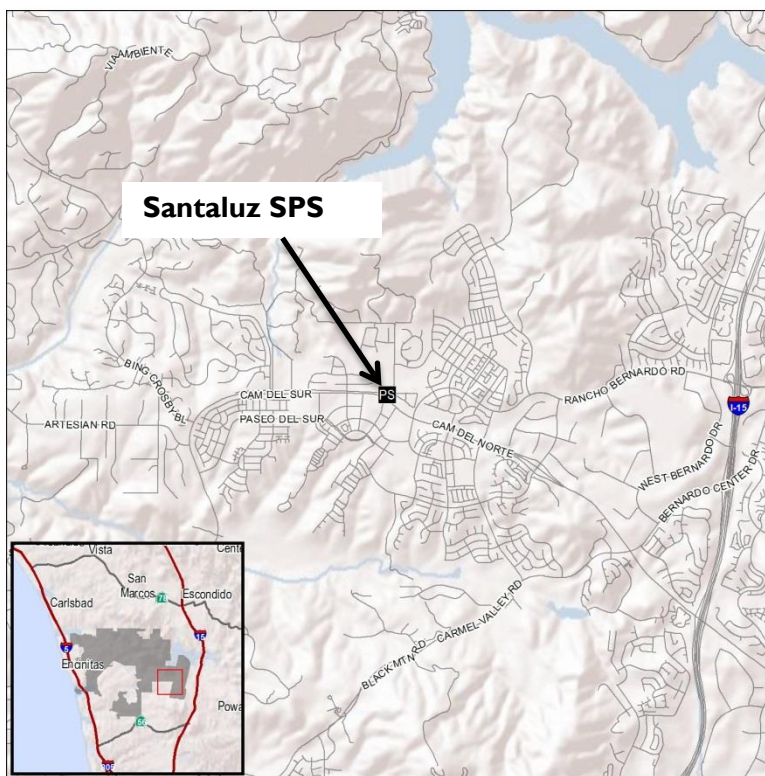 VIA AMBIENTE
Santaluz SPS
PS
BING CROSBY BL
CAM DEL SUR
PASEO DEL SUR
ARTESIAN RD
CAM DEL NORTE
RANCHO BERNARDO RD
I-15
WEST BERNARDO DR
BERNARDO CENTER DR
BLACK MTN RD
CARMEL VALLEY RD
Vista
San
Marcos
78
Escondido
Carlsbad
15
5
Encinitas
Powa
56
805